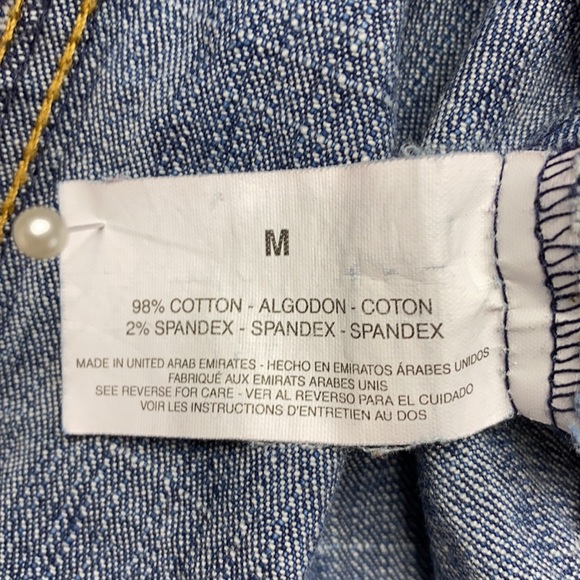 M
98% COTTON - ALGODON - COTON
2% SPANDEX - SPANDEX - SPANDEX
MADE IN UNITED ARAB EMIRATES - HECHO EN EMIRATOS ÁRABES UNIDOS
FABRIQUÉ AUX EMIRATS ARABES UNIS
SEE REVERSE FOR CARE - VER AL REVERSO PARA EL CUIDADO
VOIR LES INSTRUCTIONS D'ENTRETIEN AU DOS